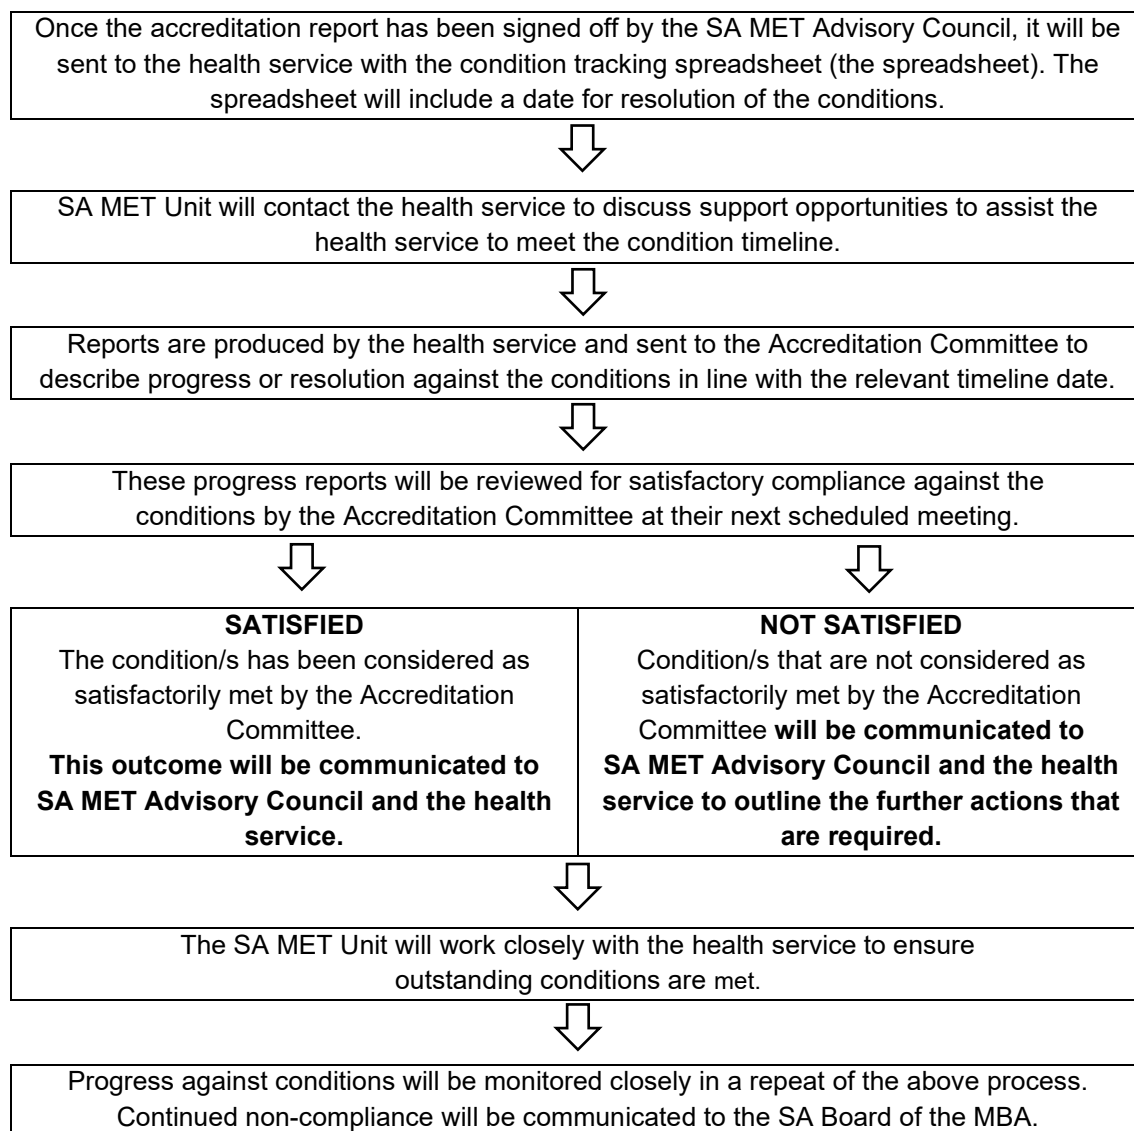 Once the accreditation report has been signed off by the SA MET Advisory Council, it will be
sent to the health service with the condition tracking spreadsheet (the spreadsheet). The
spreadsheet will include a date for resolution of the conditions.
SA MET Unit will contact the health service to discuss support opportunities to assist the
health service to meet the condition timeline.
Reports are produced by the health service and sent to the Accreditation Committee to
describe progress or resolution against the conditions in line with the relevant timeline date.
These progress reports will be reviewed for satisfactory compliance against the
conditions by the Accreditation Committee at their next scheduled meeting.
SATISFIED
The condition/s has been considered as
satisfactorily met by the Accreditation
Committee.
This outcome will be communicated to
SA MET Advisory Council and the health
service.
NOT SATISFIED
Condition/s that are not considered as
satisfactorily met by the Accreditation
Committee will be communicated to
SA MET Advisory Council and the health
service to outline the further actions that
are required.
The SA MET Unit will work closely with the health service to ensure
outstanding conditions are met.
Progress against conditions will be monitored closely in a repeat of the above process.
Continued non-compliance will be communicated to the SA Board of the MBA.